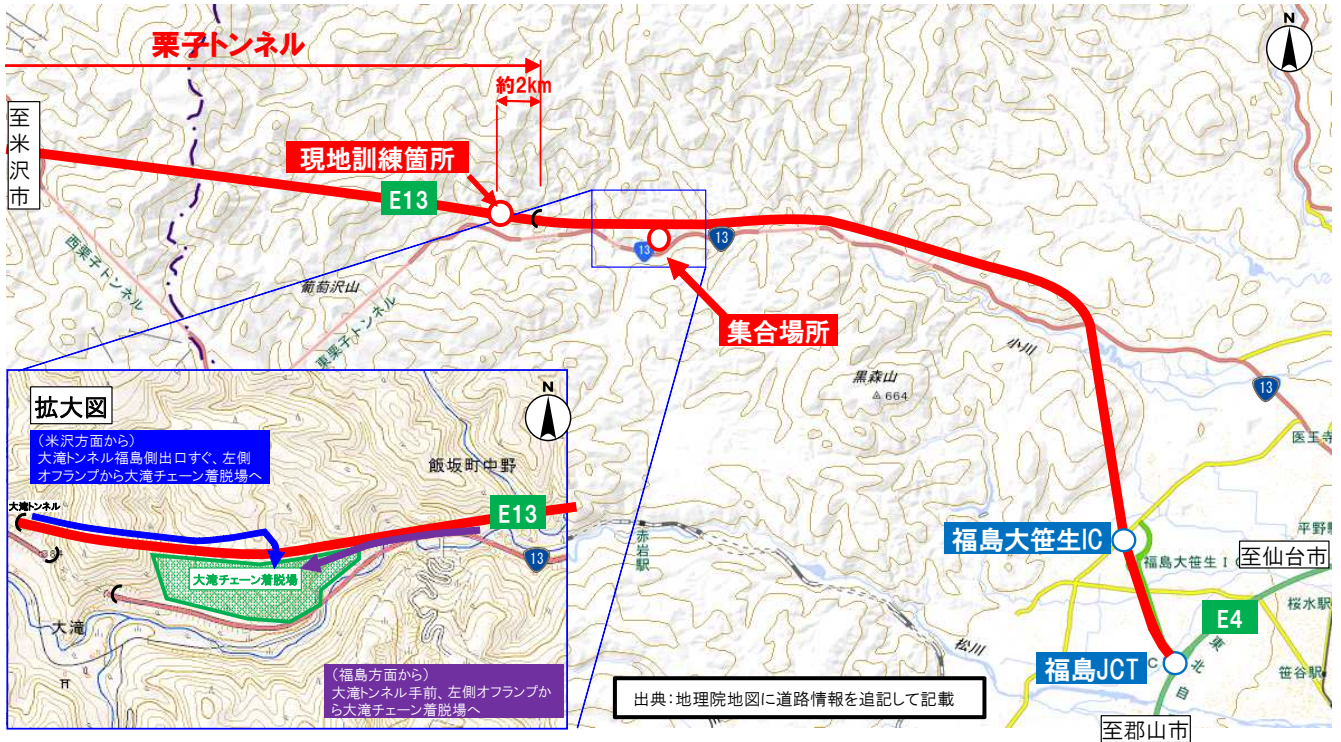 栗子トンネル
約2km
N
至米沢市
現地訓練箇所
E13
13
13
西栗子トンネル
葡萄沢山
東栗子トンネル
集合場所
小川
黒森山
△ 664
13
医王寺
拡大図
N
(米沢方面から)
大滝トンネル福島側出口すぐ、左側
オフランプから大滝チェーン着脱場へ
飯坂町中野
大滝トンネル
E13
13
大滝チェーン着脱場
大滝
赤岩駅
(福島方面から)
大滝トンネル手前、左側オフランプか
ら大滝チェーン着脱場へ
福島大笹生IC
福島大笹生I
平野駅
至仙台市
桜水駅
E4
松川
福島JCT
C
東北自
笹谷駅
出典:地理院地図に道路情報を追記して記載
至郡山市